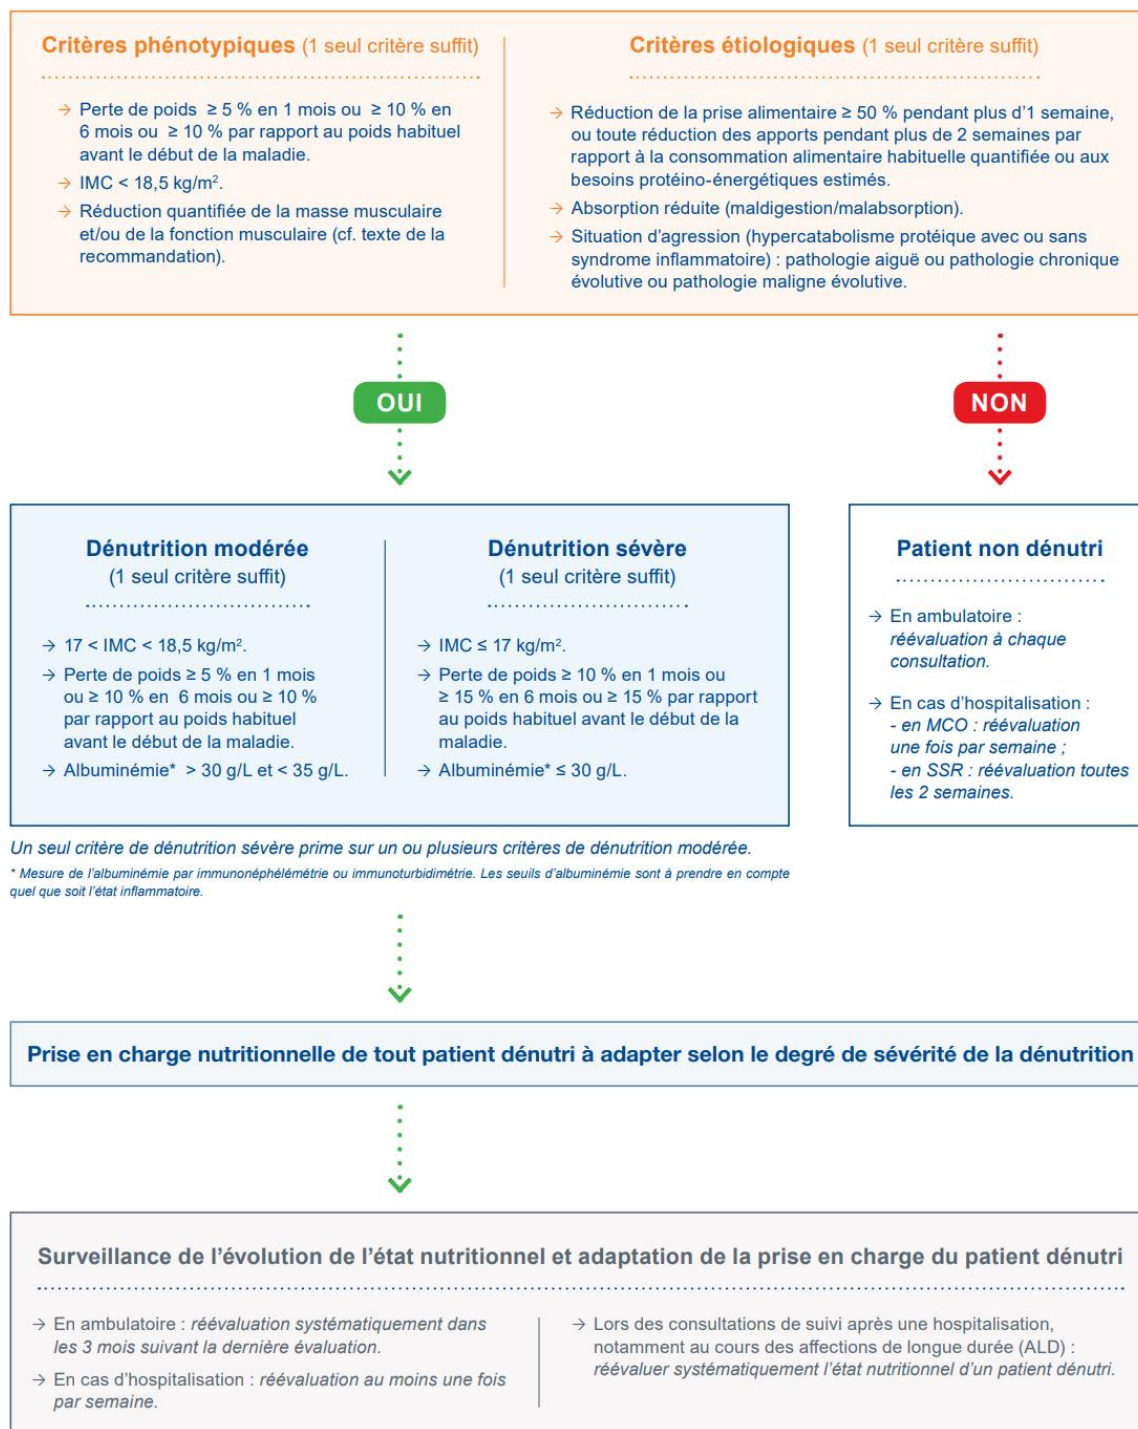 Critères phénotypiques (1 seul critère suffit)
→ Perte de poids ≥ 5 % en 1 mois ou ≥ 10 % en
6 mois ou ≥ 10 % par rapport au poids habituel
avant le début de la maladie.
→ IMC < 18,5 kg/m².
→ Réduction quantifiée de la masse musculaire
et/ou de la fonction musculaire (cf. texte de la
recommandation).
Critères étiologiques (1 seul critère suffit)
→ Réduction de la prise alimentaire ≥ 50 % pendant plus d’1 semaine,
ou toute réduction des apports pendant plus de 2 semaines par
rapport à la consommation alimentaire habituelle quantifiée ou aux
besoins protéino-énergétiques estimés.
→ Absorption réduite (maldigestion/malabsorption).
→ Situation d’agression (hypercatabolisme protéique avec ou sans
syndrome inflammatoire) : pathologie aiguë ou pathologie chronique
évolutive ou pathologie maligne évolutive.
OUI
NON
Dénutrition modérée
(1 seul critère suffit)
→ 17 < IMC < 18,5 kg/m².
→ Perte de poids ≥ 5 % en 1 mois
ou ≥ 10 % en 6 mois ou ≥ 10 %
par rapport au poids habituel
avant le début de la maladie.
→ Albuminémie* > 30 g/L et < 35 g/L.
Dénutrition sévère
(1 seul critère suffit)
→ IMC ≤ 17 kg/m².
→ Perte de poids ≥ 10 % en 1 mois ou
≥ 15 % en 6 mois ou ≥ 15 % par rapport
au poids habituel avant le début de la
maladie.
→ Albuminémie* ≤ 30 g/L.
Patient non dénutri
→ En ambulatoire :
réévaluation à chaque
consultation.
→ En cas d’hospitalisation :
- en MCO : réévaluation
une fois par semaine ;
- en SSR : réévaluation toutes
les 2 semaines.
Un seul critère de dénutrition sévère prime sur un ou plusieurs critères de dénutrition modérée.
* Mesure de l’albuminémie par immunonéphélémétrie ou immunoturbidimétrie. Les seuils d’albuminémie sont à prendre en compte
quel que soit l’état inflammatoire.
Prise en charge nutritionnelle de tout patient dénutri à adapter selon le degré de sévérité de la dénutrition
Surveillance de l’évolution de l’état nutritionnel et adaptation de la prise en charge du patient dénutri
→ En ambulatoire : réévaluation systématiquement dans
les 3 mois suivant la dernière évaluation.
→ En cas d’hospitalisation : réévaluation au moins une fois
par semaine.
→ Lors des consultations de suivi après une hospitalisation,
notamment au cours des affections de longue durée (ALD) :
réévaluer systématiquement l’état nutritionnel d’un patient dénutri.